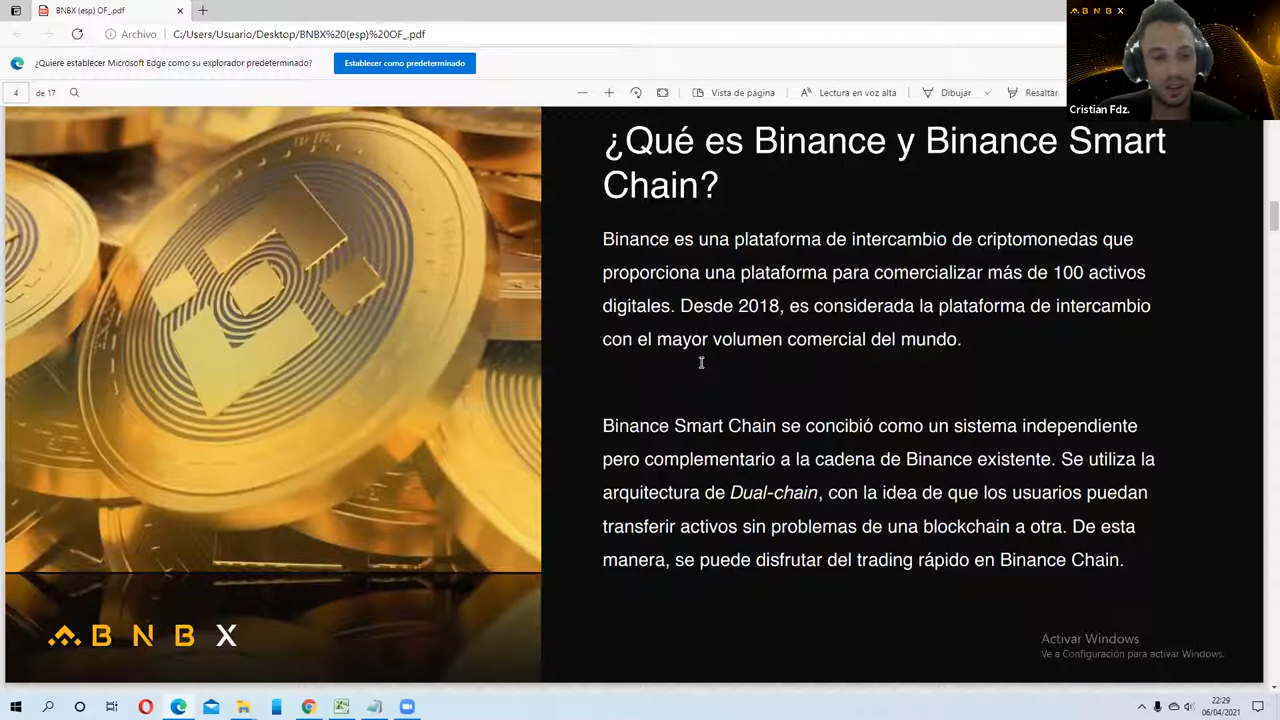 BNBX (esp) OF_.pdf
Archivo
C:/Users/Usuario/Desktop/BNBX%20(esp)%20OF_.pdf
¿Quiere establecer Microsoft Edge como su explorador predeterminado?
Establecer como predeterminado
4
de 17
Vista de página
Lectura en voz alta
Dibujar
Resaltar
B N B X
Cristian Fdz.
¿Qué es Binance y Binance Smart
Chain?
Binance es una plataforma de intercambio de criptomonedas que
proporciona una plataforma para comercializar más de 100 activos
digitales. Desde 2018, es considerada la plataforma de intercambio
con el mayor volumen comercial del mundo.
Binance Smart Chain se concibió como un sistema independiente
pero complementario a la cadena de Binance existente. Se utiliza la
arquitectura de Dual-chain, con la idea de que los usuarios puedan
transferir activos sin problemas de una blockchain a otra. De esta
manera, se puede disfrutar del trading rápido en Binance Chain.
B N B X
Activar Windows
Ve a Configuración para activar Windows.
22:29
06/04/2021